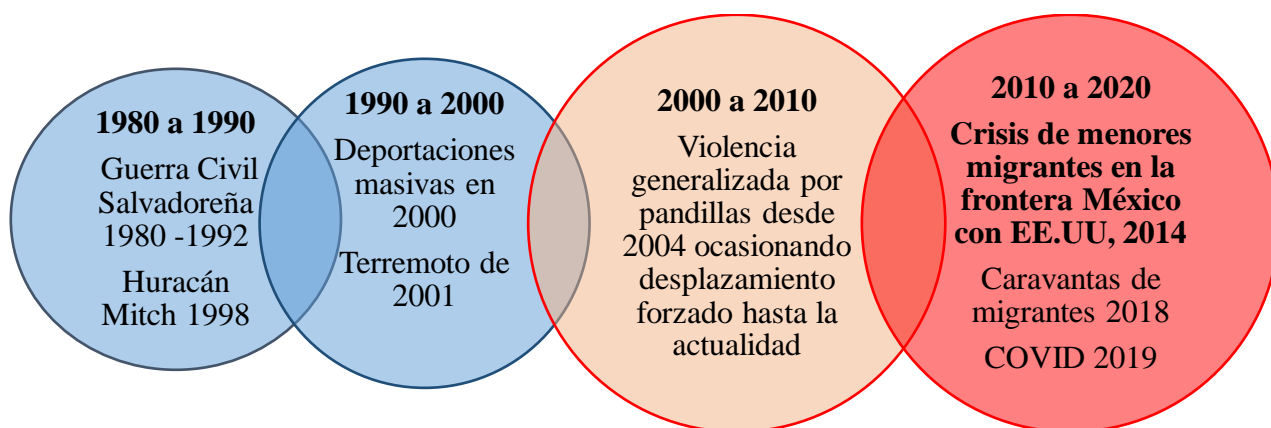 1980 a 1990
Guerra Civil
Salvadoreña
1980 -1992
Huracán
Mitch 1998
1990 a 2000
Deportaciones
masivas en
2000
Terremoto de
2001
2000 a 2010
Violencia
generalizada por
pandillas desde
2004 ocasionando
desplazamiento
forzado hasta la
actualidad
2010 a 2020
Crisis de menores
migrantes en la
frontera México
con EE.UU, 2014
Caravantas de
migrantes 2018
COVID 2019